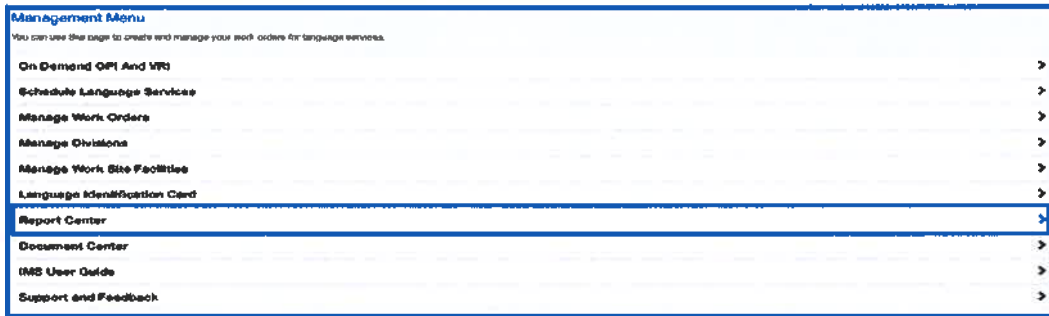 Management Menu
You can use this page to create and manage your work orders for language services.
On Demand OPI And VRI
Schedule Language Services
Manage Work Orders
Manage Divisions
Manage Work Site Facilities
Language Identification Card
Report Center
Document Center
IMS User Guide
Support and Feedback